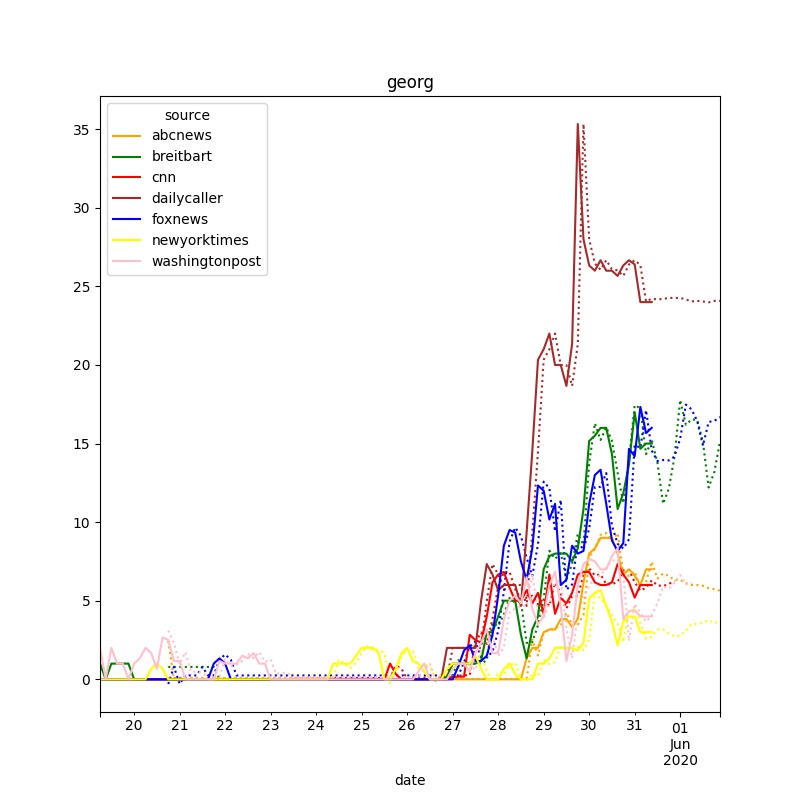 georg
source
abcnews
breitbart
cnn
dailycaller
foxnews
newyorktimes
washingtonpost
35
30
25
20
15
10
5
0
20 21 22 23 24 25 26 27 28 29 30 31 01
Jun
2020
date